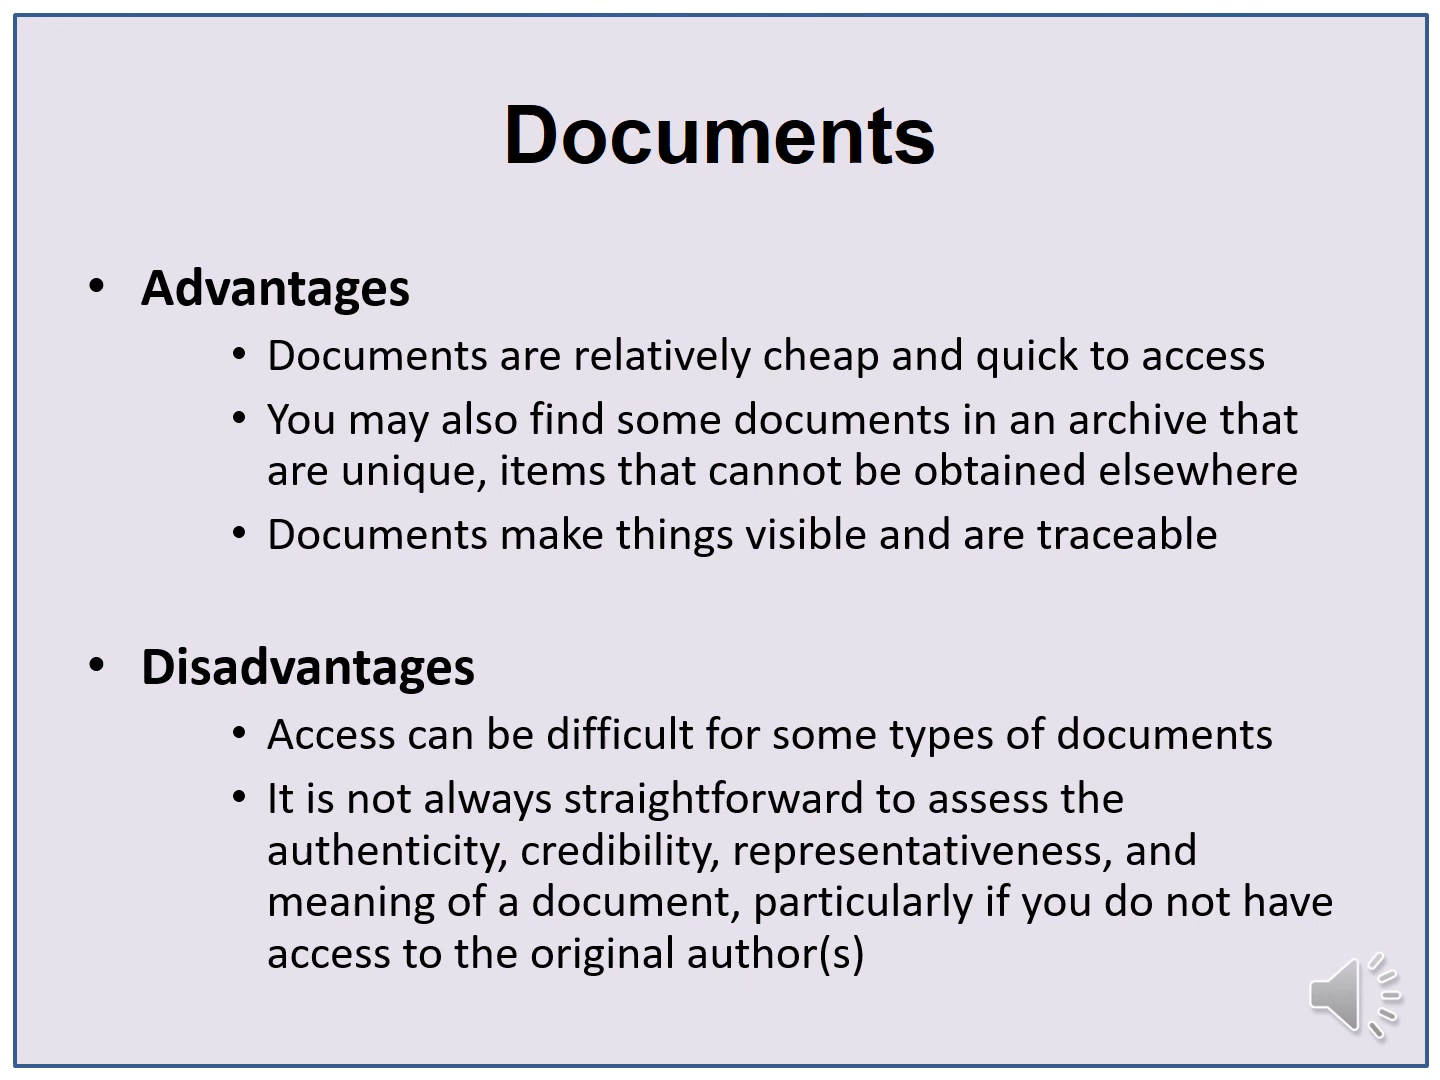 Documents
• Advantages
• Documents are relatively cheap and quick to access
• You may also find some documents in an archive that
are unique, items that cannot be obtained elsewhere
• Documents make things visible and are traceable
• Disadvantages
• Access can be difficult for some types of documents
• It is not always straightforward to assess the
authenticity, credibility, representativeness, and
meaning of a document, particularly if you do not have
access to the original author(s)